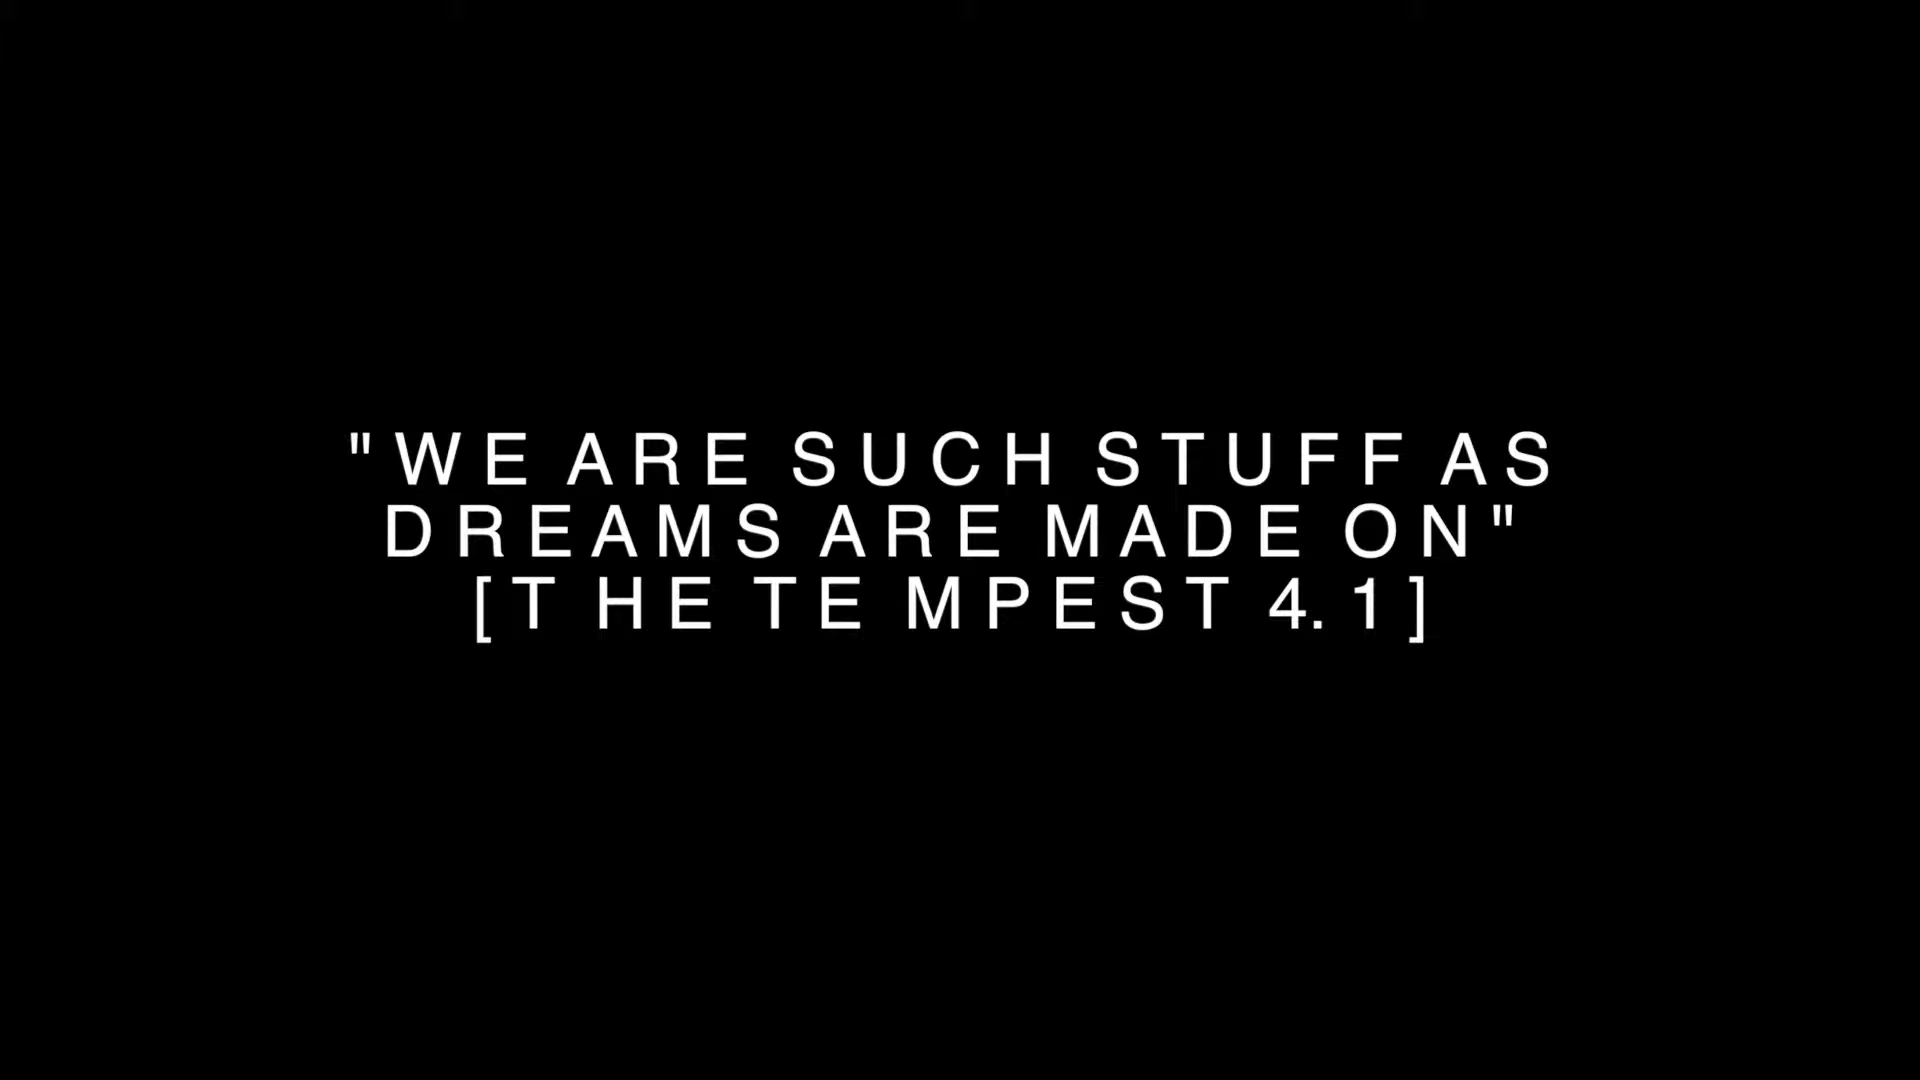 "WE ARE SUCH STUFF AS
DREAMS ARE MADE ON"
[THE TEMPEST 4.1]